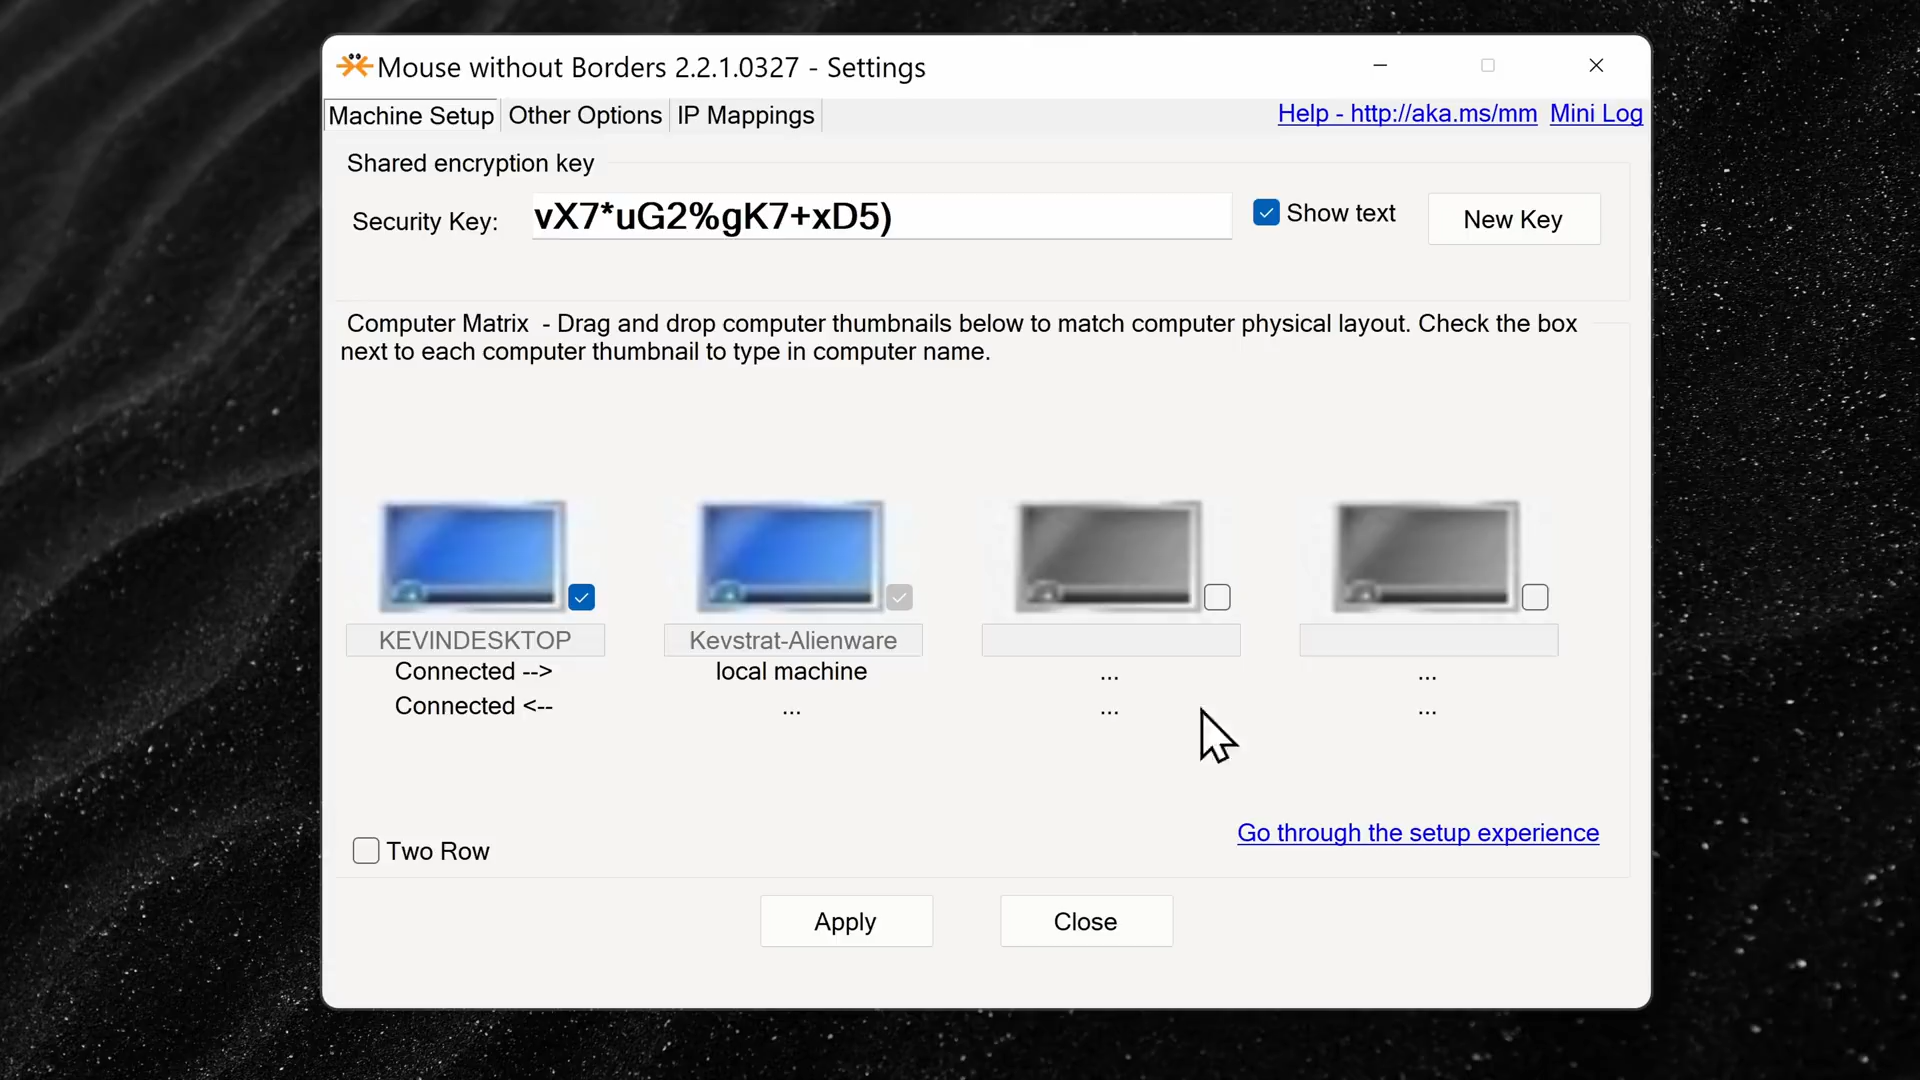 Mouse without Borders 2.2.1.0327 - Settings
Machine Setup Other Options IP Mappings Help - http://aka.ms/mm Mini Log
Shared encryption key
Security Key: vX7*uG2%gK7+xD5) Show text New Key
Computer Matrix - Drag and drop computer thumbnails below to match computer physical layout. Check the box
next to each computer thumbnail to type in computer name.
KEVINDESKTOP Kevstrat-Alienware
Connected --> local machine ... ...
Connected <-- ... ... ...
Go through the setup experience
Two Row
Apply Close